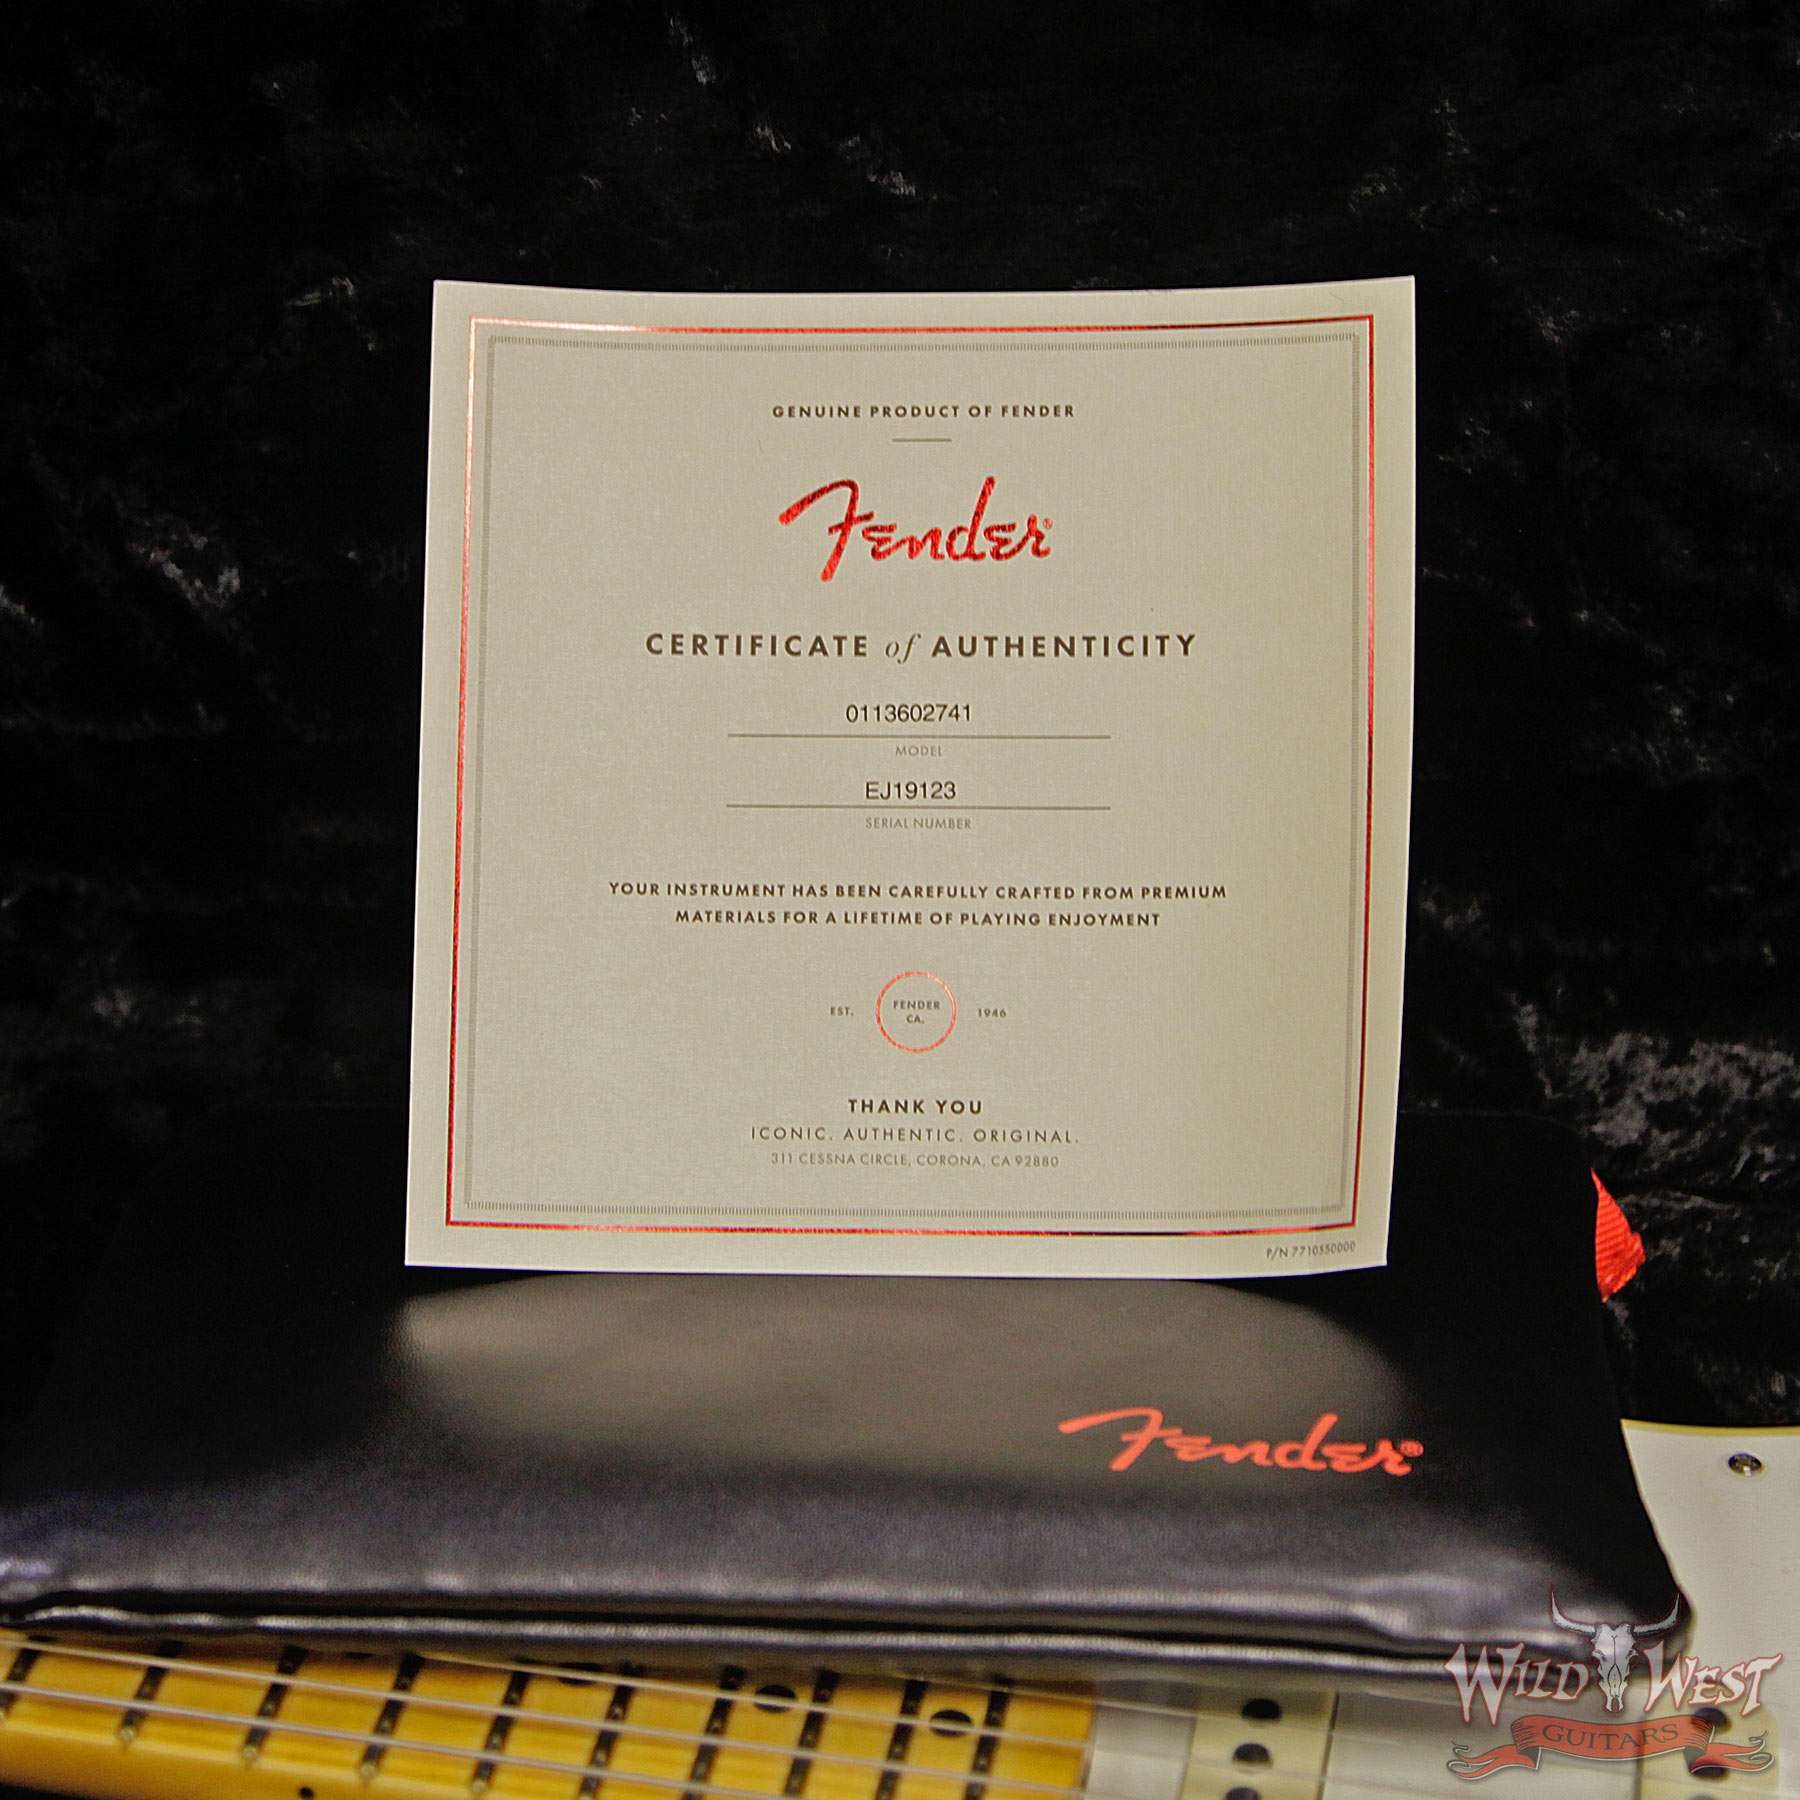 GENUINE PRODUCT OF FENDER
Fender®
CERTIFICATE of AUTHENTICITY
0113602741
MODEL
EJ19123
SERIAL NUMBER
YOUR INSTRUMENT HAS BEEN CAREFULLY CRAFTED FROM PREMIUM
MATERIALS FOR A LIFETIME OF PLAYING ENJOYMENT
EST. FENDER CA. 1946
THANK YOU
ICONIC. AUTHENTIC. ORIGINAL.
311 CESSNA CIRCLE, CORONA, CA 92880
P/N 7710550000
Fender®
WILD WEST
GUITARS